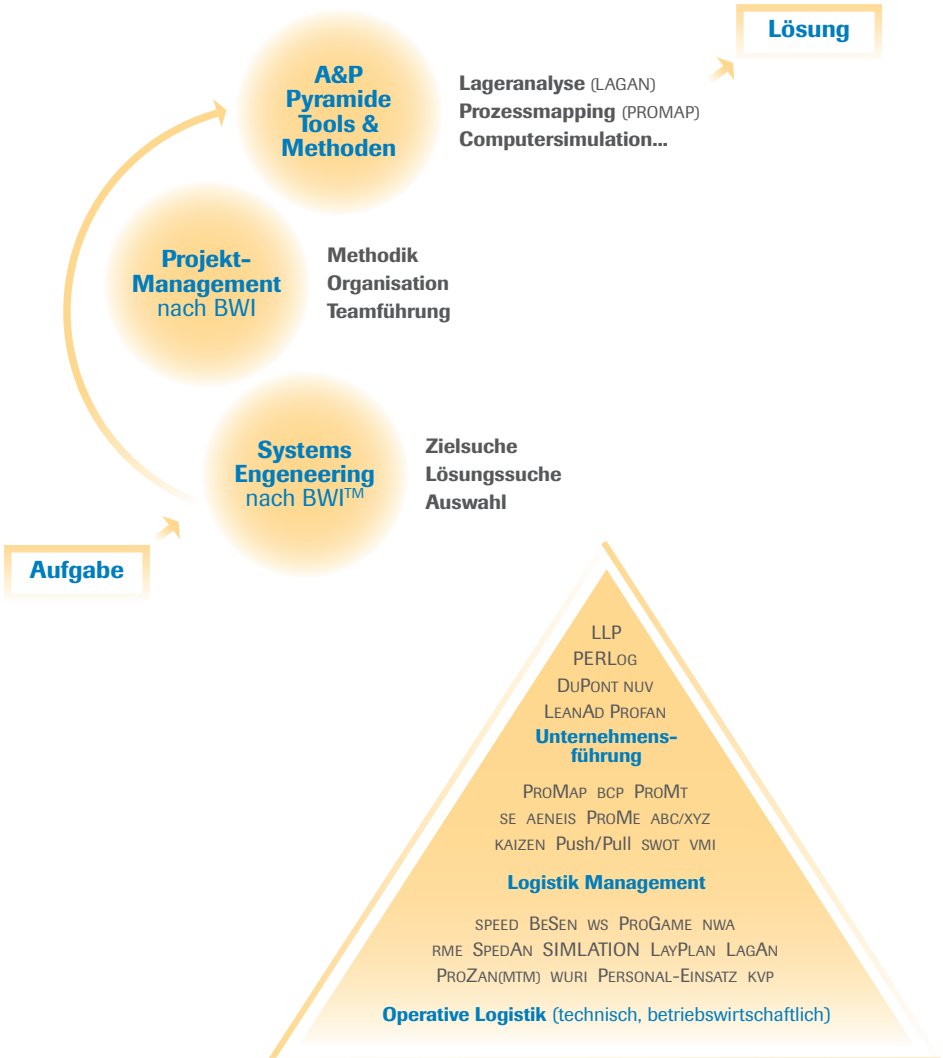 Lösung
A&P
Pyramide
Tools &
Methoden
Lageranalyse (LAGAN)
Prozessmapping (PROMAP)
Computersimulation...
Projekt-
Management
nach BWI
Methodik
Organisation
Teamführung
Systems
Engeneering
nach BWI™
Zielsuche
Lösungssuche
Auswahl
Aufgabe
LLP
PERLOG
DUPONT NUV
LEANAD PROFAN
Unternehmens-
führung
PROMAP BCP PROMT
SE AENEIS PROME ABC/XYZ
KAIZEN Push/Pull SWOT VMI
Logistik Management
SPEED BESEN WS PROGAME NWA
RME SPEDAN SIMLATION LAYPLAN LAGAN
PROZAN(MTM) WURI PERSONAL-EINSATZ KVP
Operative Logistik (technisch, betriebswirtschaftlich)